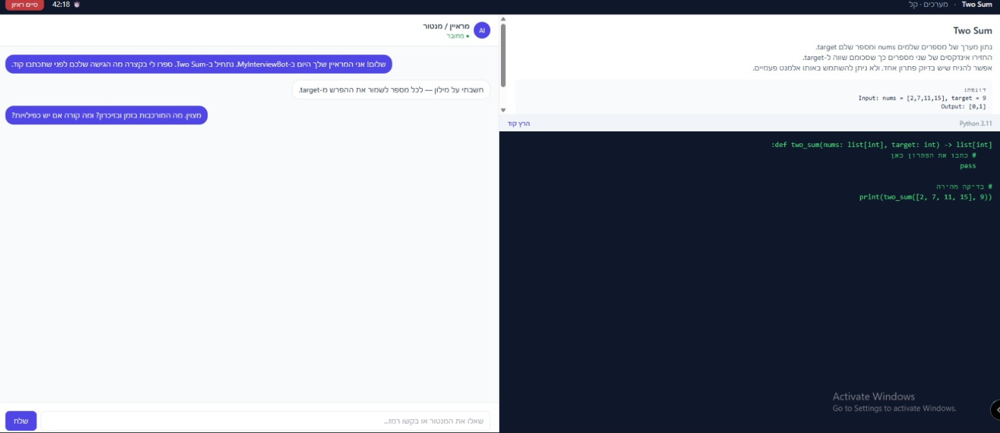 Two Sum · מערכים · קל
42:18
סיים ראיון
Two Sum
נתון מערך של מספרים שלמים nums ומספר שלם target.
החזירו אינדקסים של שני מספרים כך שסכומם שווה ל-target.
אפשר להניח שיש בדיוק פתרון אחד, ולא ניתן להשתמש באותו אלמנט פעמיים.
דוגמה:
Input: nums = [2,7,11,15], target = 9
Output: [0,1]
Python 3.11
הרץ קוד
def two_sum(nums: list[int], target: int) -> list[int]:
# כתבו את הפתרון כאן
pass
# בדיקה מהירה
print(two_sum([2, 7, 11, 15], 9))
AI
מראיין / מנטור
מחובר
שלום! אני המראיין שלך היום ב-MyInterviewBot. נתחיל ב-Two Sum. ספרו לי בקצרה מה הגישה שלכם לפני שתכתבו קוד.
חשבתי על מילון — לכל מספר לשמור את ההפרש מ-target.
מצוין. מה המורכבות בזמן ובזיכרון? ומה קורה אם יש כפילויות?
שאלו את המנטור או בקשו רמז...
שלח
Activate Windows
Go to Settings to activate Windows.